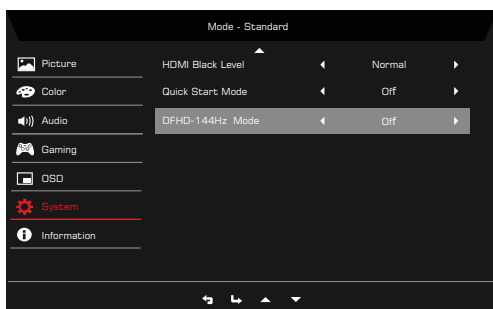 Mode - Standard
Picture
HDMI Black Level Normal
Color
Quick Start Mode Off
Audio
DFHD-144Hz Mode Off
Gaming
OSD
System
Information